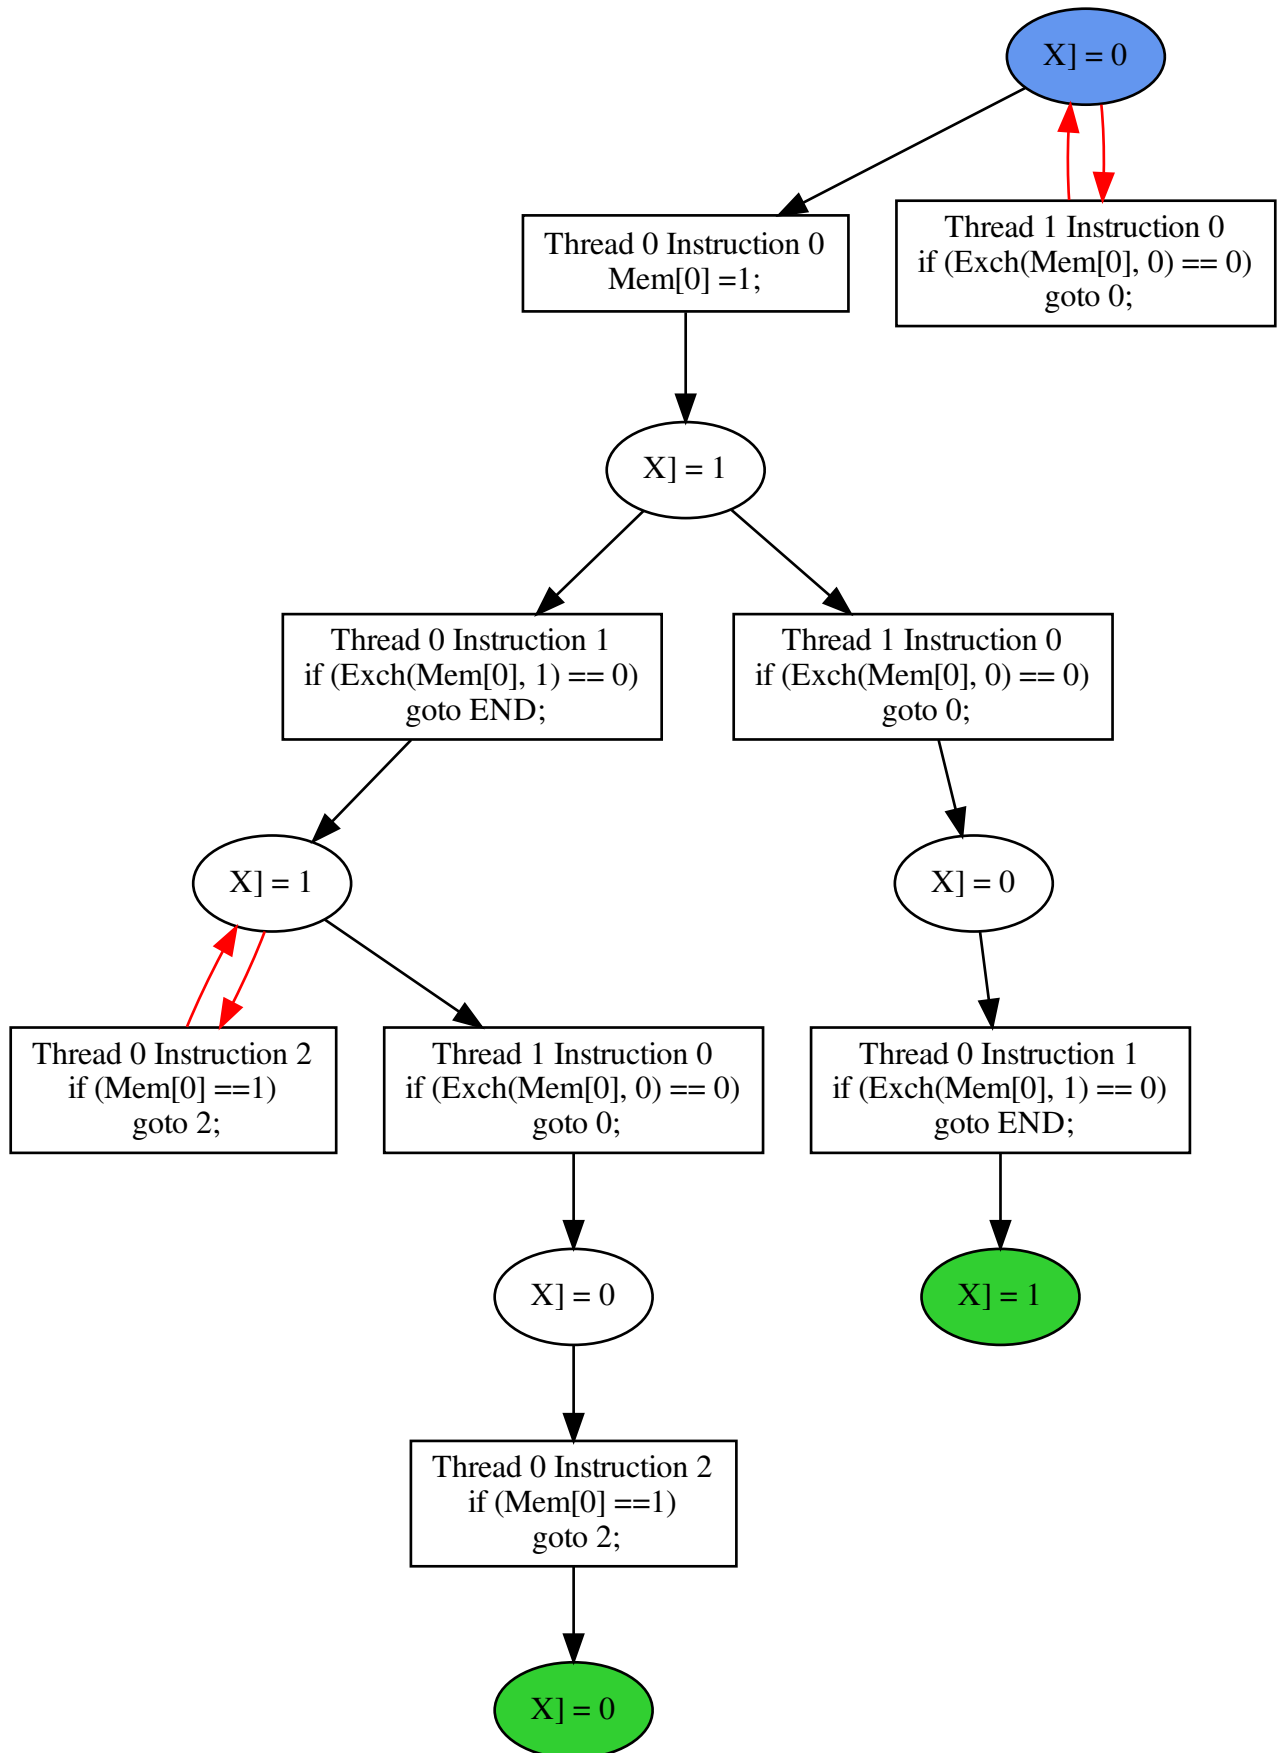 X] = 0
Thread 0 Instruction 0
Mem[0] =1;
Thread 1 Instruction 0
if (Exch(Mem[0], 0) == 0)
goto 0;
X] = 1
Thread 0 Instruction 1
if (Exch(Mem[0], 1) == 0)
goto END;
Thread 1 Instruction 0
if (Exch(Mem[0], 0) == 0)
goto 0;
X] = 1
X] = 0
Thread 0 Instruction 2
if (Mem[0] ==1)
goto 2;
Thread 1 Instruction 0
if (Exch(Mem[0], 0) == 0)
goto 0;
Thread 0 Instruction 1
if (Exch(Mem[0], 1) == 0)
goto END;
X] = 0
X] = 1
Thread 0 Instruction 2
if (Mem[0] ==1)
goto 2;
X] = 0